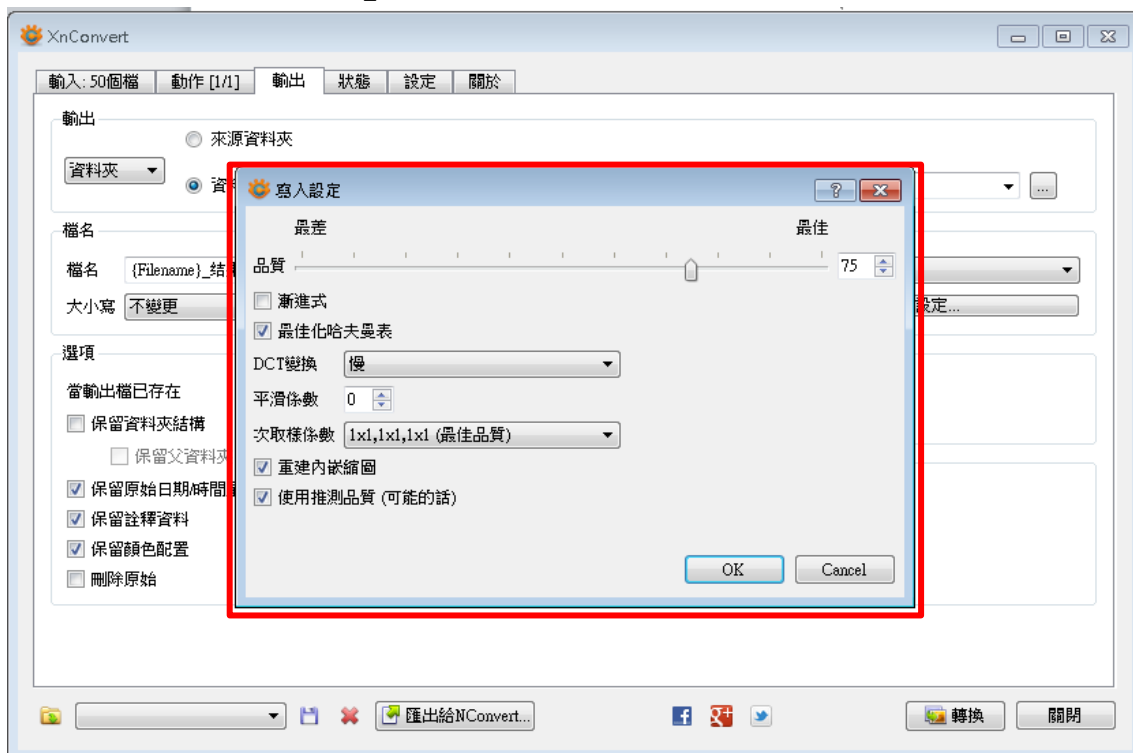 XnConvert
輸入: 50個檔 動作 [1/1] 輸出 狀態 設定 關於
輸出
來源資料夾
資料夾
資
...
寫入設定
最差 最佳
品質 75
漸進式
最佳化哈夫曼表
DCT變換 慢
平滑係數 0
次取樣係數 1x1,1x1,1x1 (最佳品質)
重建內嵌縮圖
使用推測品質 (可能的話)
OK Cancel
檔名
檔名 {Filename}_结
大小寫 不變更
設定...
選項
當輸出檔已存在
保留資料夾結構
保留父資料夾
保留原始日期/時間
保留詮釋資料
保留顏色配置
刪除原始
匯出給NConvert...
轉換 關閉